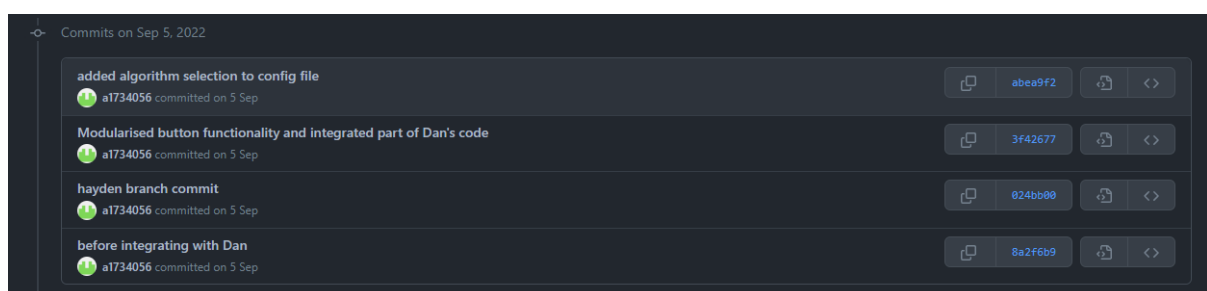 Commits on Sep 5, 2022
added algorithm selection to config file
a1734056 committed on 5 Sep
abea9f2
Modularised button functionality and integrated part of Dan's code
a1734056 committed on 5 Sep
3f42677
hayden branch commit
a1734056 committed on 5 Sep
024bb00
before integrating with Dan
a1734056 committed on 5 Sep
8a2f6b9